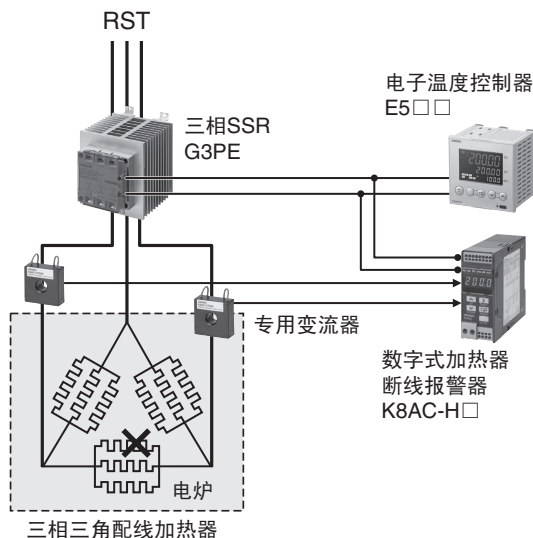 RST
三相SSR
G3PE
电子温度控制器
E5□□
专用变流器
数字式加热器
断线报警器
K8AC-H□
电炉
三相三角配线加热器